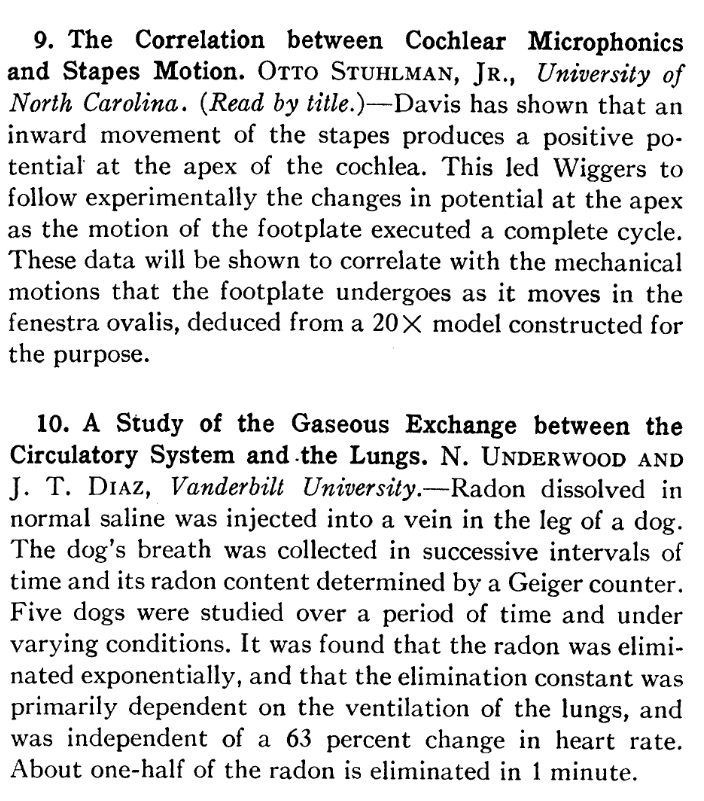 9. The Correlation between Cochlear Microphonics
and Stapes Motion. OTTO STUHLMAN, JR., University of
North Carolina. (Read by title.)—Davis has shown that an
inward movement of the stapes produces a positive po-
tential at the apex of the cochlea. This led Wiggers to
follow experimentally the changes in potential at the apex
as the motion of the footplate executed a complete cycle.
These data will be shown to correlate with the mechanical
motions that the footplate undergoes as it moves in the
fenestra ovalis, deduced from a 20× model constructed for
the purpose.
10. A Study of the Gaseous Exchange between the
Circulatory System and the Lungs. N. UNDERWOOD AND
J. T. DIAZ, Vanderbilt University.—Radon dissolved in
normal saline was injected into a vein in the leg of a dog.
The dog's breath was collected in successive intervals of
time and its radon content determined by a Geiger counter.
Five dogs were studied over a period of time and under
varying conditions. It was found that the radon was elimi-
nated exponentially, and that the elimination constant was
primarily dependent on the ventilation of the lungs, and
was independent of a 63 percent change in heart rate.
About one-half of the radon is eliminated in 1 minute.